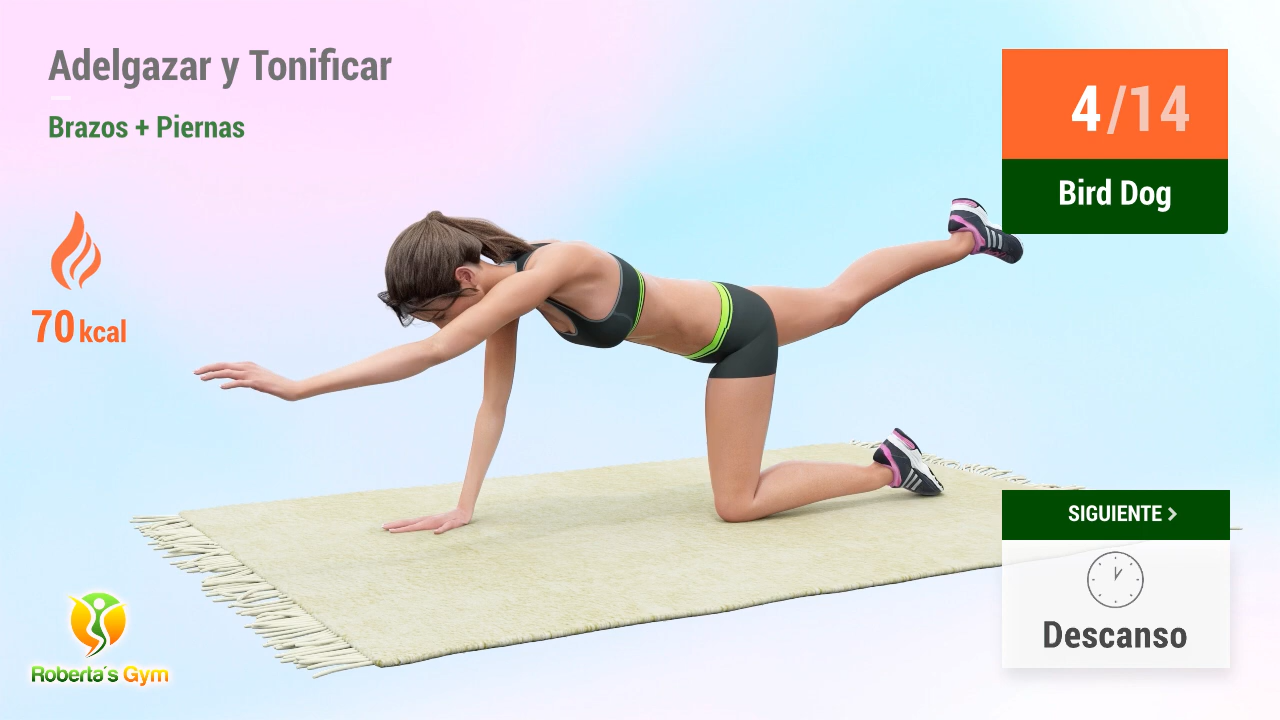 Adelgazar y Tonificar
Brazos + Piernas
4/14
Bird Dog
70 kcal
SIGUIENTE >
Descanso
Roberta´s Gym